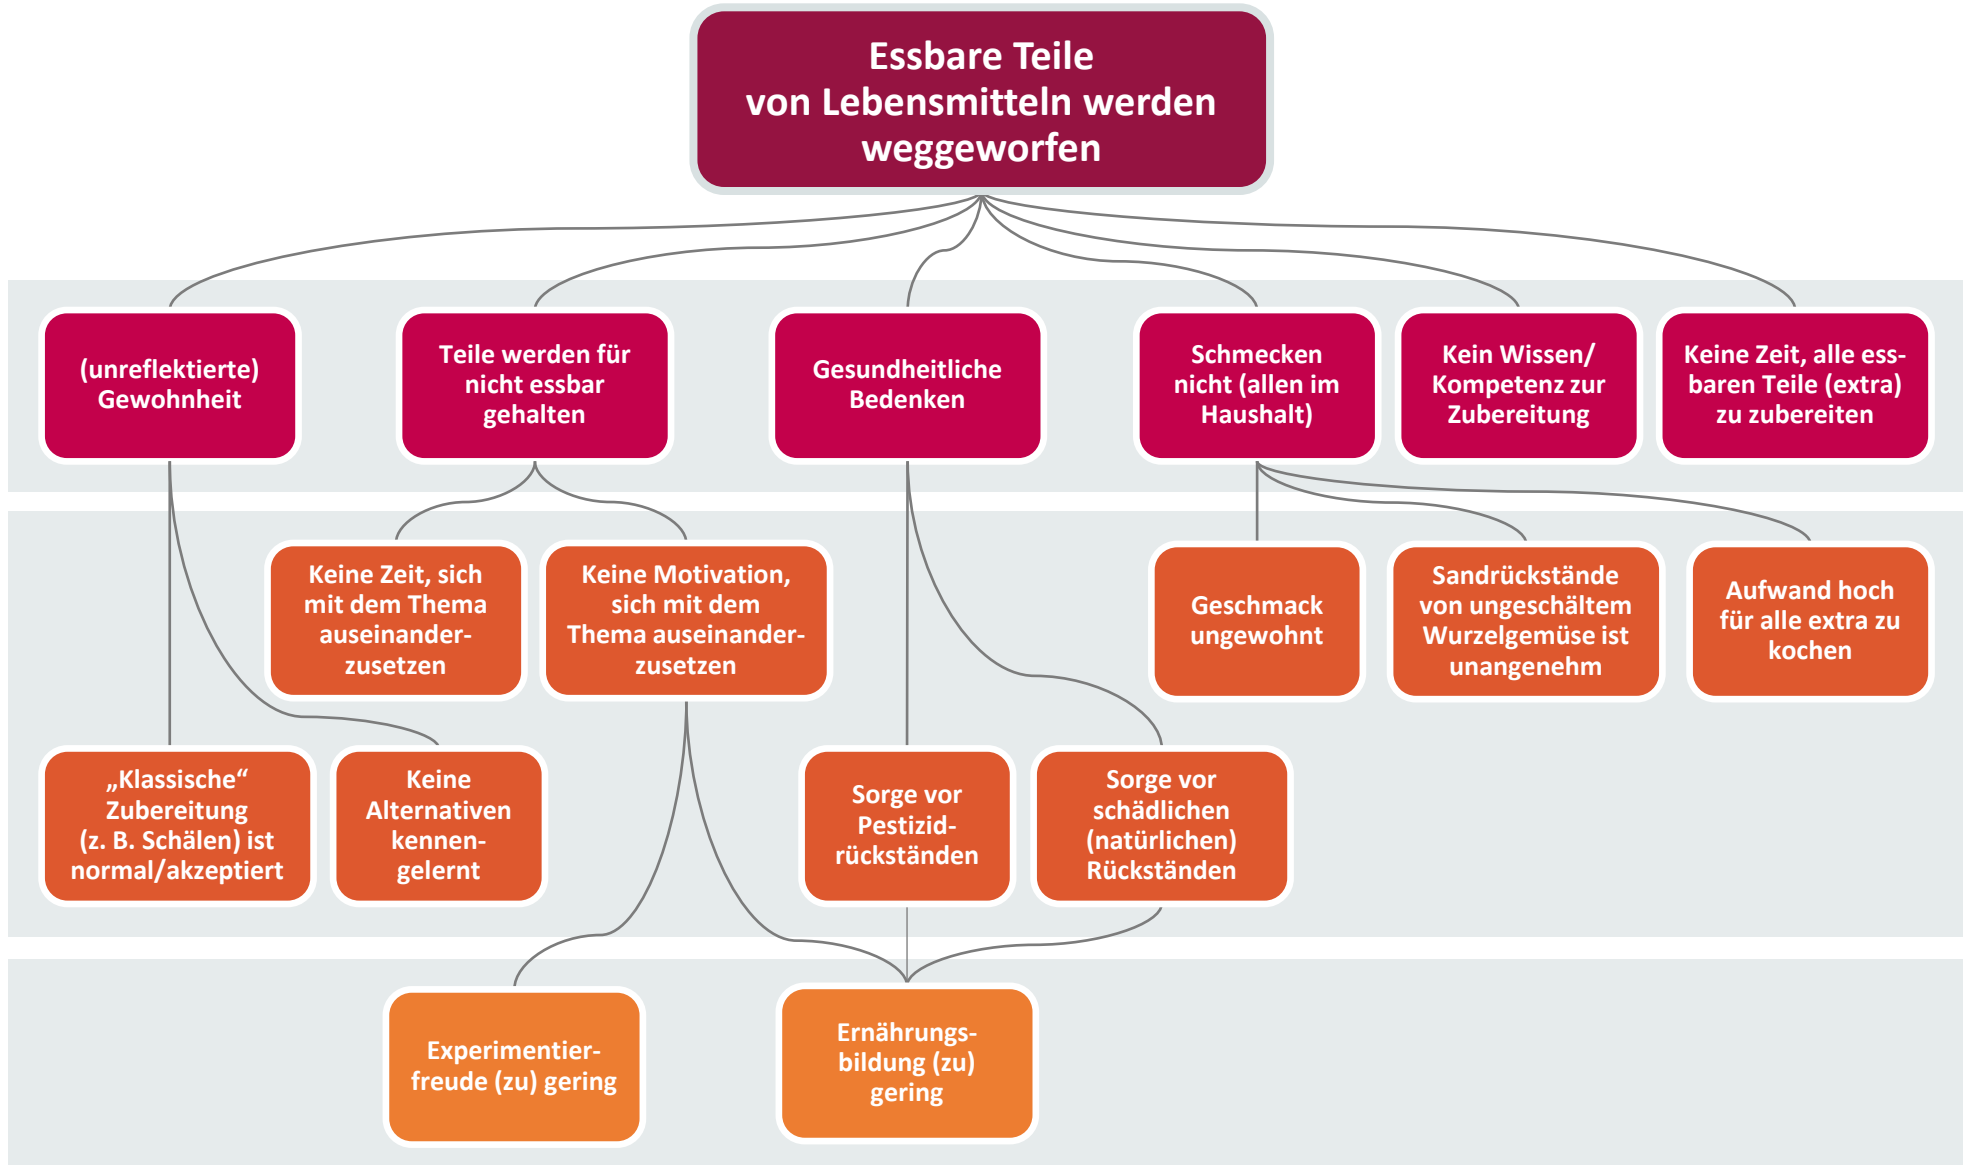 Essbare Teile
von Lebensmitteln werden
weggeworfen
(unreflektierte)
Gewohnheit
Teile werden für
nicht essbar
gehalten
Gesundheitliche
Bedenken
Schmecken
nicht (allen im
Haushalt)
Kein Wissen/
Kompetenz zur
Zubereitung
Keine Zeit, alle ess-
baren Teile (extra)
zu zubereiten
Keine Zeit, sich
mit dem Thema
auseinander-
zusetzen
Keine Motivation,
sich mit dem
Thema auseinander-
zusetzen
Geschmack
ungewohnt
Sandrückstände
von ungeschältem
Wurzelgemüse ist
unangenehm
Aufwand hoch
für alle extra zu
kochen
„Klassische“
Zubereitung
(z. B. Schälen) ist
normal/akzeptiert
Keine
Alternativen
kennen-
gelernt
Sorge vor
Pestizid-
rückständen
Sorge vor
schädlichen
(natürlichen)
Rückständen
Experimentier-
freude (zu) gering
Ernährungs-
bildung (zu)
gering